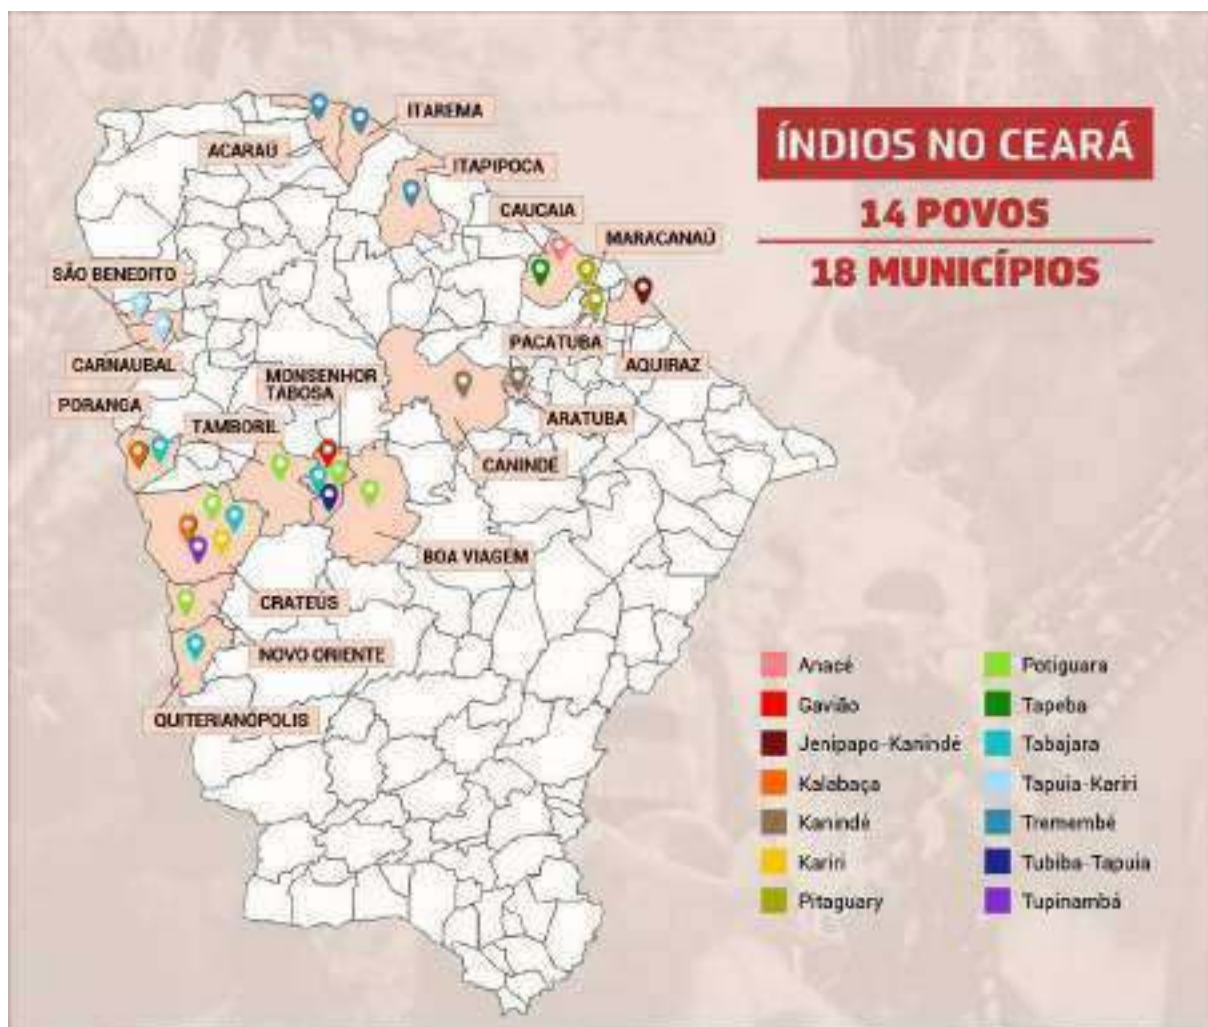 ÍNDIOS NO CEARÁ
14 POVOS
18 MUNICÍPIOS
ITAREMA
ACARAÚ
ITAPIPOCA
CAUCAIA
MARACANAÚ
SÃO BENEDITO
PACATUBA
CARNAUBAL
AQUIRAZ
MONSENHOR
TABOSA
PORANGA
ARATUBA
TAMBORIL
CANINDÉ
BOA VIAGEM
CRATEÚS
NOVO ORIENTE
QUITERIANÓPOLIS
Anacé
Gavião
Jenipapo-Kanindé
Kalabaça
Kanindé
Kariri
Pitaguary
Potiguara
Tapeba
Tabajara
Tapuia-Kariri
Tremembé
Tubiba-Tapuia
Tupinambá